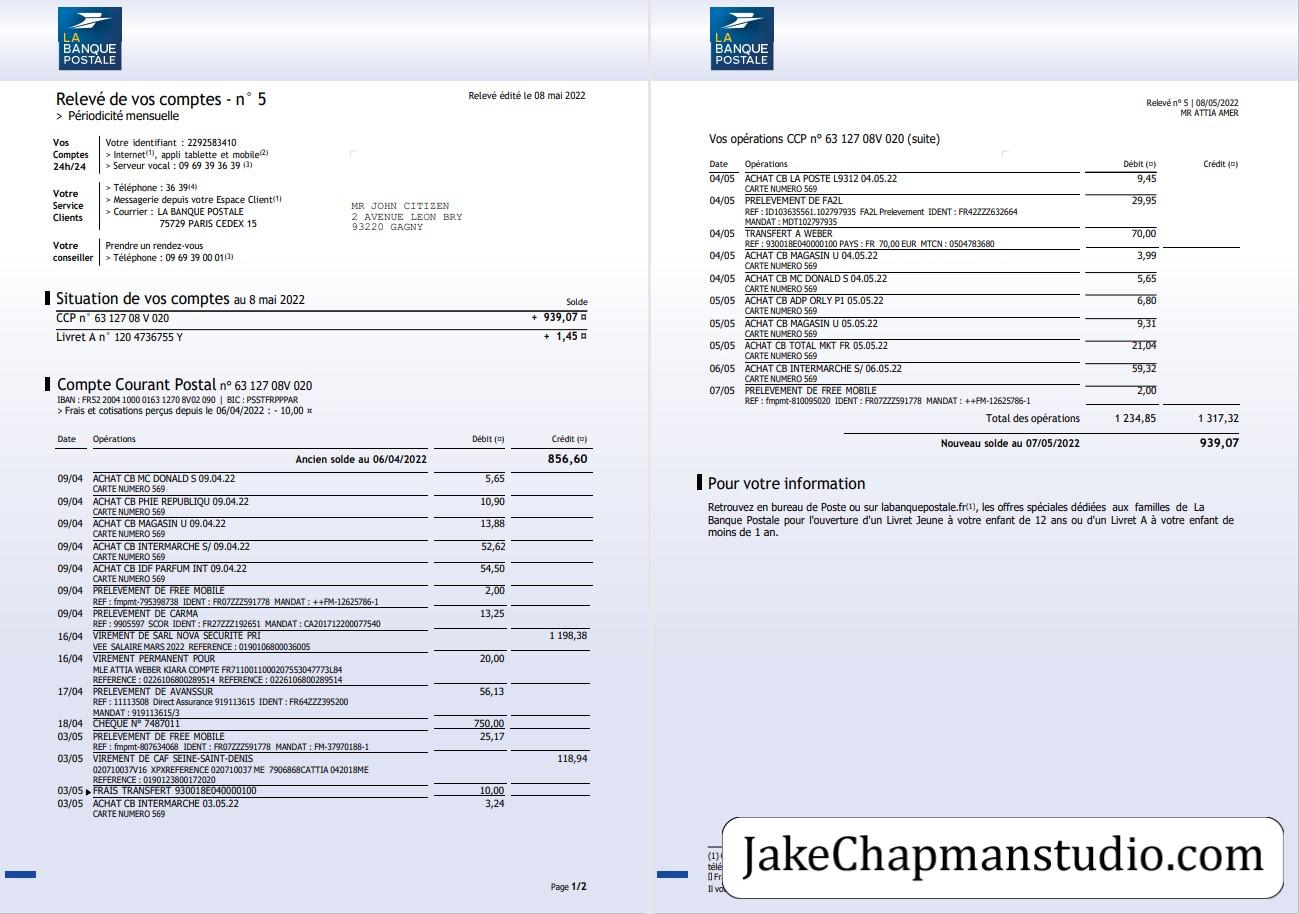 LA
BANQUE
POSTALE
Relevé de vos comptes - n° 5
Relevé édité le 08 mai 2022
> Périodicité mensuelle
Vos
Comptes
24h/24
Votre identifiant : 2292583410
> Internet(1), appli tablette et mobile(2)
> Serveur vocal : 09 69 39 36 39 (3)
Votre
Service
Clients
> Téléphone : 36 39(4)
> Messagerie depuis votre Espace Client(1)
> Courrier : LA BANQUE POSTALE
75729 PARIS CEDEX 15
MR JOHN CITIZEN
2 AVENUE LEON BRY
93220 GAGNY
Votre
conseiller
Prendre un rendez-vous
> Téléphone : 09 69 39 00 01(3)
Situation de vos comptes au 8 mai 2022
Solde
CCP n° 63 127 08 V 020 + 939,07 ¤
Livret A n° 120 4736755 Y + 1,45 ¤
Compte Courant Postal n° 63 127 08V 020
IBAN : FR52 2004 1000 0163 1270 8V02 090 | BIC : PSSTFRPPPAR
> Frais et cotisations perçus depuis le 06/04/2022 : - 10,00 ¤
Date Opérations Débit (¤) Crédit (¤)
Ancien solde au 06/04/2022 856,60
09/04 ACHAT CB MC DONALD S 09.04.22 5,65
CARTE NUMERO 569
09/04 ACHAT CB PHIE REPUBLIQU 09.04.22 10,90
CARTE NUMERO 569
09/04 ACHAT CB MAGASIN U 09.04.22 13,88
CARTE NUMERO 569
09/04 ACHAT CB INTERMARCHE S/ 09.04.22 52,62
CARTE NUMERO 569
09/04 ACHAT CB IDF PARFUM INT 09.04.22 54,50
CARTE NUMERO 569
09/04 PRELEVEMENT DE FREE MOBILE 2,00
REF : fmpmt-795398738 IDENT : FR07ZZZ591778 MANDAT : ++FM-12625786-1
09/04 PRELEVEMENT DE CARMA 13,25
REF : 9905597 SCOR IDENT : FR27ZZZ192651 MANDAT : CA201712200077540
16/04 VIREMENT DE SARL NOVA SECURITE PRI 1 198,38
VEE SALAIRE MARS 2022 REFERENCE : 0190106800036005
16/04 VIREMENT PERMANENT POUR 20,00
MLE ATTIA WEBER KIARA COMPTE FR7110011000207553047773L84
REFERENCE : 0226106800289514 REFERENCE : 0226106800289514
17/04 PRELEVEMENT DE AVANSSUR 56,13
REF : 11113508 Direct Assurance 919113615 IDENT : FR64ZZZ395200
MANDAT : 919113615/3
18/04 CHEQUE N° 7487011 750,00
03/05 PRELEVEMENT DE FREE MOBILE 25,17
REF : fmpmt-807634068 IDENT : FR07ZZZ591778 MANDAT : FM-37970188-1
03/05 VIREMENT DE CAF SEINE-SAINT-DENIS 118,94
020710037V16 XPXREFERENCE 020710037 ME 7906868CATTIA 042018ME
REFERENCE : 0190123800172020
03/05 FRAIS TRANSFERT 930018E040000100 10,00
03/05 ACHAT CB INTERMARCHE 03.05.22 3,24
CARTE NUMERO 569
Page 1/2
LA
BANQUE
POSTALE
Relevé n° 5 | 08/05/2022
MR ATTIA AMER
Vos opérations CCP n° 63 127 08V 020 (suite)
Date Opérations Débit (¤) Crédit (¤)
04/05 ACHAT CB LA POSTE L9312 04.05.22 9,45
CARTE NUMERO 569
04/05 PRELEVEMENT DE FA2L 29,95
REF : ID103635561.102797935 FA2L Prelevement IDENT : FR42ZZZ632664
MANDAT : MDT102797935
04/05 TRANSFERT A WEBER 70,00
REF : 930018E040000100 PAYS : FR 70,00 EUR MTCN : 0504783680
04/05 ACHAT CB MAGASIN U 04.05.22 3,99
CARTE NUMERO 569
04/05 ACHAT CB MC DONALD S 04.05.22 5,65
CARTE NUMERO 569
05/05 ACHAT CB ADP ORLY P1 05.05.22 6,80
CARTE NUMERO 569
05/05 ACHAT CB MAGASIN U 05.05.22 9,31
CARTE NUMERO 569
05/05 ACHAT CB TOTAL MKT FR 05.05.22 21,04
CARTE NUMERO 569
06/05 ACHAT CB INTERMARCHE S/ 06.05.22 59,32
CARTE NUMERO 569
07/05 PRELEVEMENT DE FREE MOBILE 2,00
REF : fmpmt-810095020 IDENT : FR07ZZZ591778 MANDAT : ++FM-12625786-1
Total des opérations 1 234,85 1 317,32
Nouveau solde au 07/05/2022 939,07
Pour votre information
Retrouvez en bureau de Poste ou sur labanquepostale.fr(1), les offres spéciales dédiées aux familles de La
Banque Postale pour l'ouverture d'un Livret Jeune à votre enfant de 12 ans ou d'un Livret A à votre enfant de
moins de 1 an.
JakeChapmanstudio.com